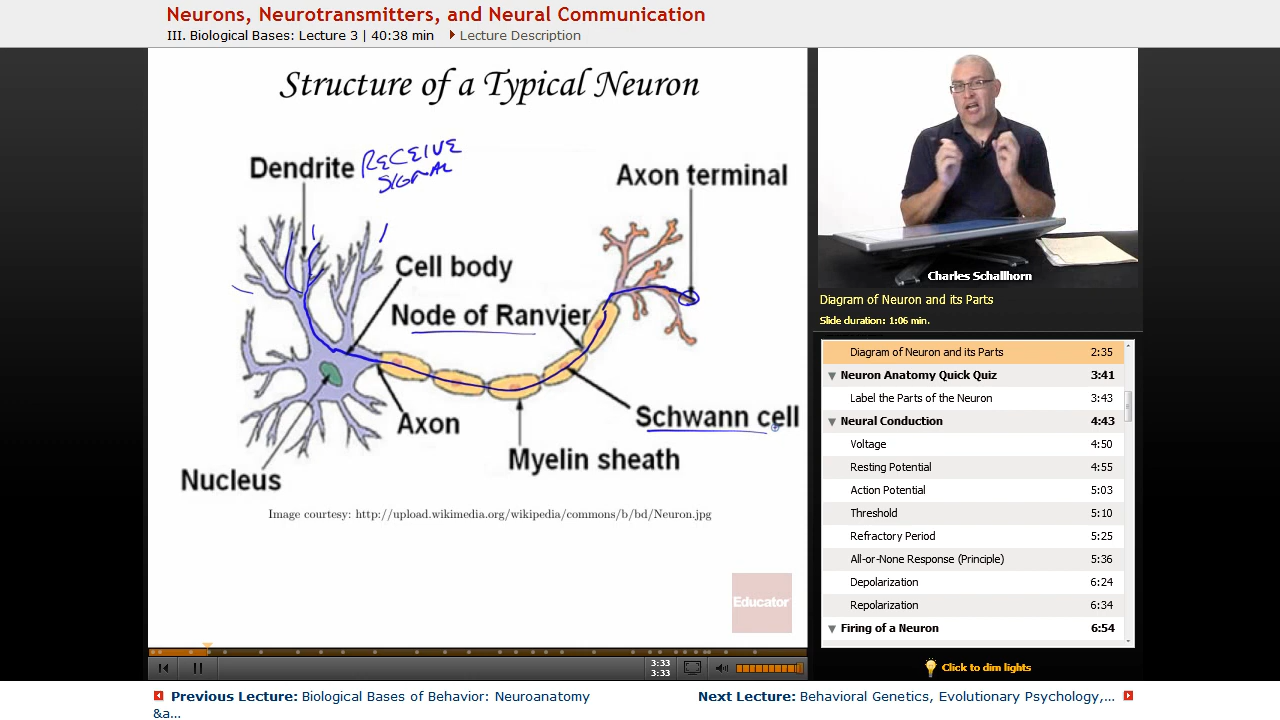 Neurons, Neurotransmitters, and Neural Communication
III. Biological Bases: Lecture 3 | 40:38 min
Lecture Description
Structure of a Typical Neuron
Dendrite
RECEIVE
SIGNAL
Axon terminal
Cell body
Node of Ranvier
Axon
Schwann cell
Myelin sheath
Nucleus
Image courtesy: http://upload.wikimedia.org/wikipedia/commons/b/bd/Neuron.jpg
Educator
Charles Schallhorn
Diagram of Neuron and its Parts
Slide duration: 1:06 min.
Diagram of Neuron and its Parts 2:35
Neuron Anatomy Quick Quiz 3:41
Label the Parts of the Neuron 3:43
Neural Conduction 4:43
Voltage 4:50
Resting Potential 4:55
Action Potential 5:03
Threshold 5:10
Refractory Period 5:25
All-or-None Response (Principle) 5:36
Depolarization 6:24
Repolarization 6:34
Firing of a Neuron 6:54
3:33
3:33
Click to dim lights
Previous Lecture: Biological Bases of Behavior: Neuroanatomy
&a...
Next Lecture: Behavioral Genetics, Evolutionary Psychology,...